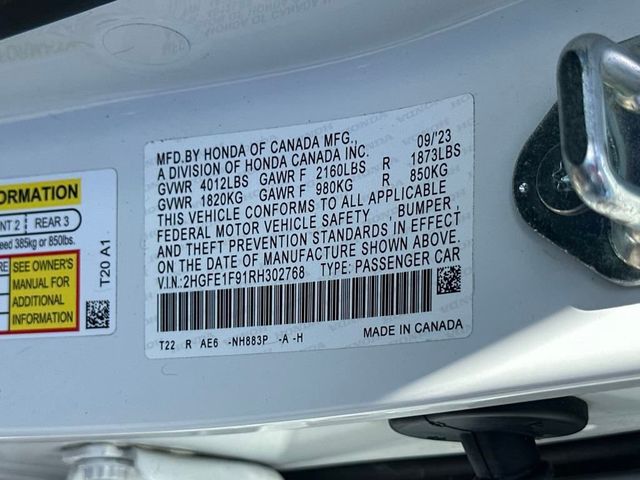 ORMATION
NT 2 REAR 3
eed 385kg or 850lbs.
SEE OWNER'S
MANUAL FOR
ADDITIONAL
INFORMATION
T20 A1
MFD.BY HONDA OF CANADA MFG., 09/'23
A DIVISION OF HONDA CANADA INC.
GVWR 4012LBS GAWR F 2160LBS R 1873LBS
GVWR 1820KG GAWR F 980KG R 850KG
THIS VEHICLE CONFORMS TO ALL APPLICABLE
FEDERAL MOTOR VEHICLE SAFETY , BUMPER ,
AND THEFT PREVENTION STANDARDS IN EFFECT
ON THE DATE OF MANUFACTURE SHOWN ABOVE.
V.I.N.:2HGFE1F91RH302768 TYPE: PASSENGER CAR
MADE IN CANADA
T22 R AE6 -NH883P -A -H